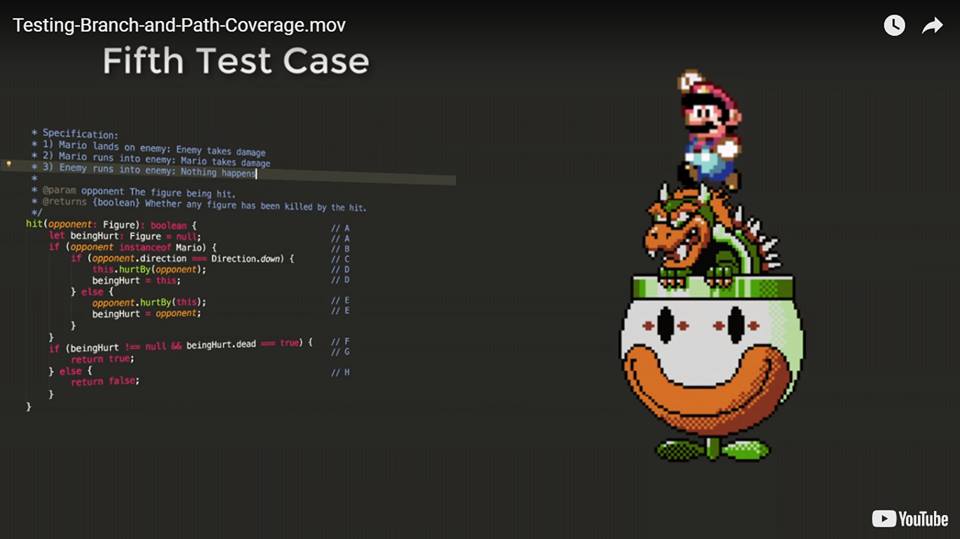 Testing-Branch-and-Path-Coverage.mov
Fifth Test Case
* Specification:
* 1) Mario lands on enemy: Enemy takes damage
* 2) Mario runs into enemy: Mario takes damage
* 3) Enemy runs into enemy: Nothing happens
*
* @param opponent The figure being hit.
* @returns {boolean} Whether any figure has been killed by the hit.
*/
hit(opponent: Figure): boolean { // A
let beingHurt: Figure = null; // A
if (opponent instanceof Mario) { // B
if (opponent.direction === Direction.down) { // C
this.hurtBy(opponent); // D
beingHurt = this; // D
} else {
opponent.hurtBy(this); // E
beingHurt = opponent; // E
}
}
if (beingHurt !== null && beingHurt.dead === true) { // F
return true; // G
} else {
return false; // H
}
}
YouTube